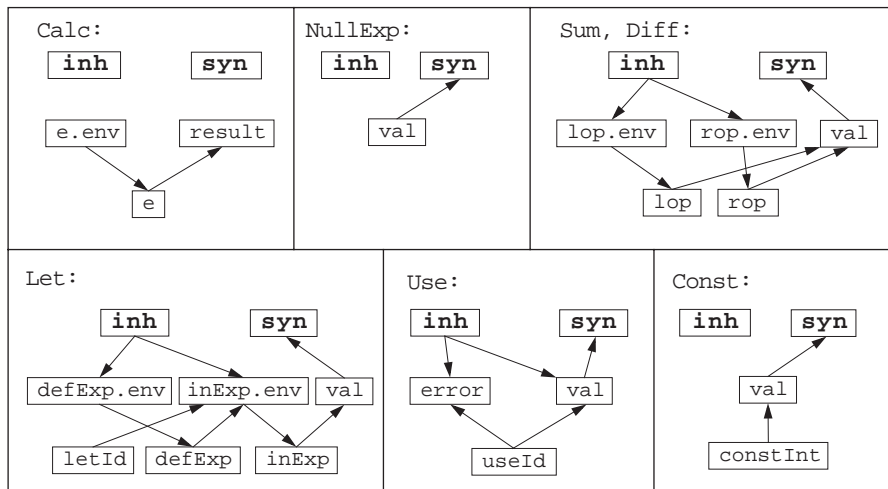 Calc:
inh syn
e.env result
e
NullExp:
inh syn
val
Sum, Diff:
inh syn
lop.env rop.env val
lop rop
Let:
inh syn
defExp.env inExp.env val
letId defExp inExp
Use:
inh syn
error val
useId
Const:
inh syn
val
constInt